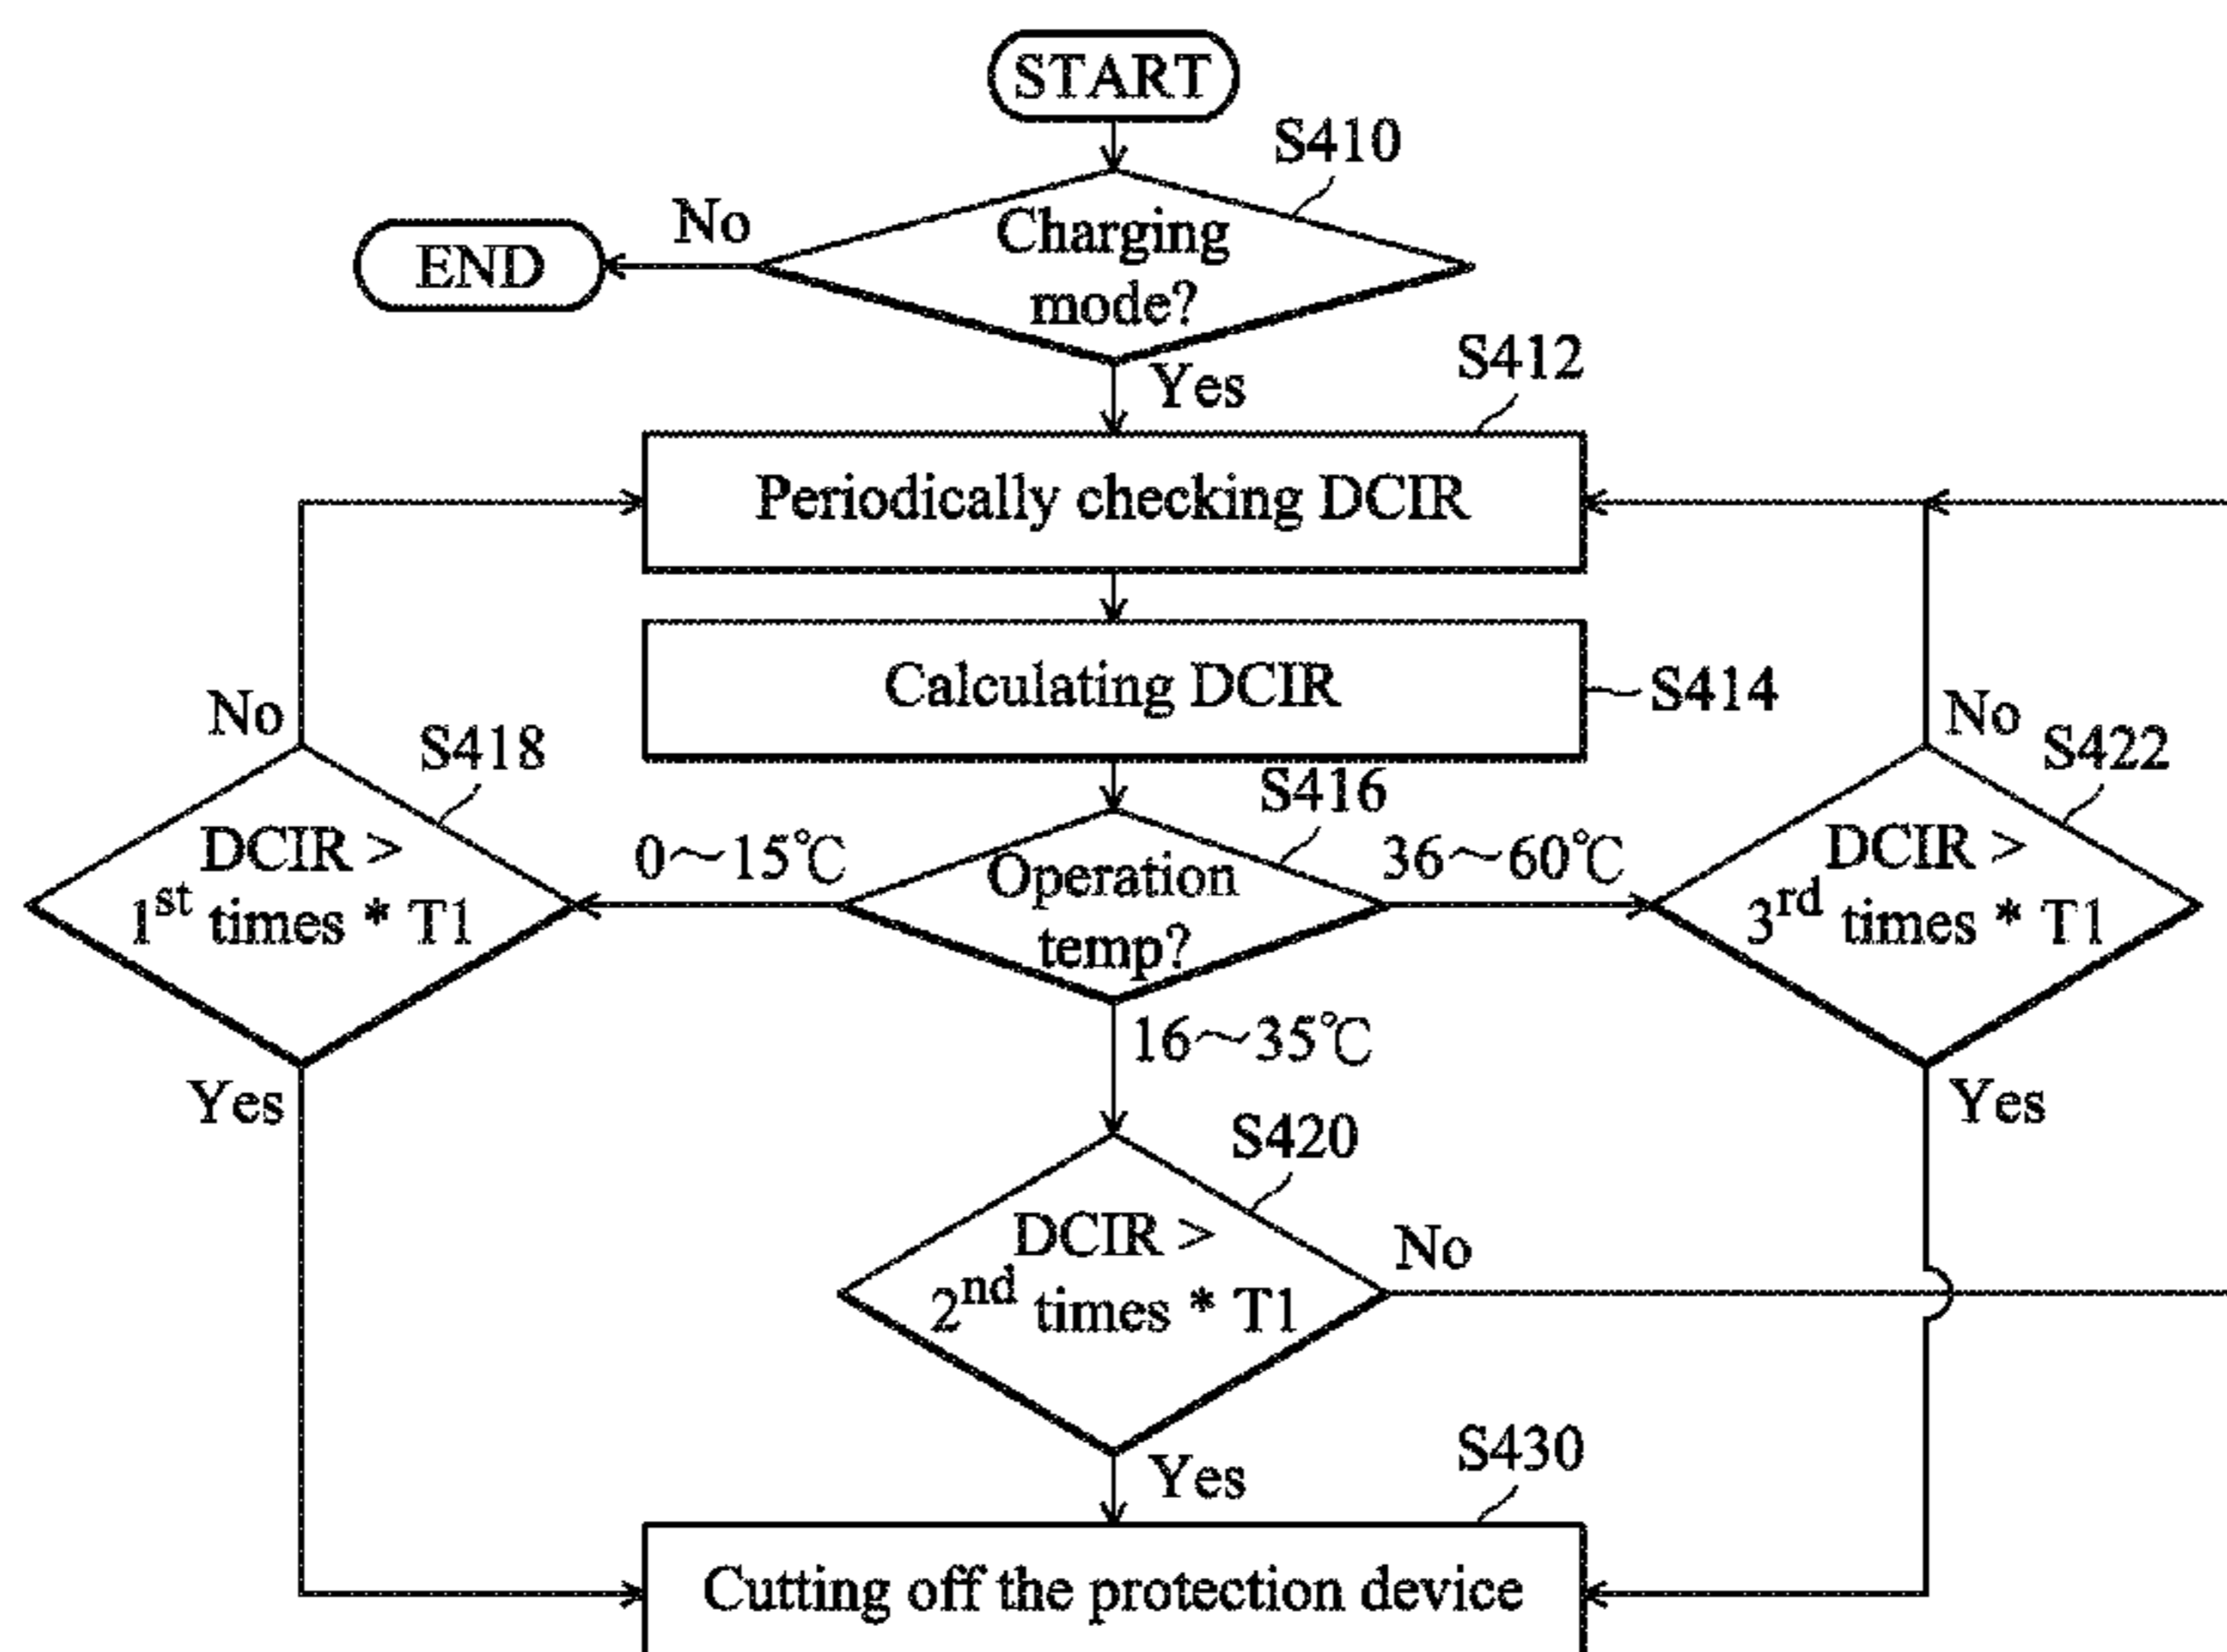 START
S410
No
Charging
END
mode?
S412
Yes
Periodically checking DCIR
Calculating DCIR
S414
No
No
S418
S422
S416
DCIR >
1st times * T1
0～15℃
Operation
temp?
36～60℃
DCIR >
3rd times * T1
16～35℃
Yes
Yes
S420
DCIR >
2nd times * T1
No
S430
Yes
Cutting off the protection device